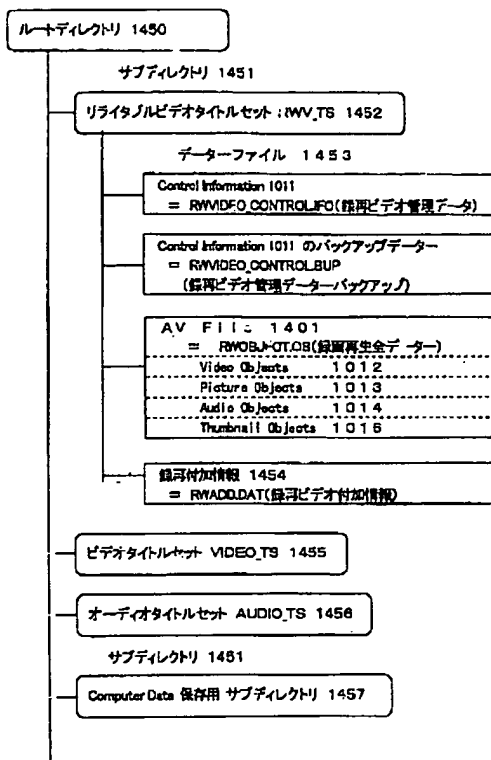 ルートディレクトリ 1450
サブディレクトリ 1451
リライタブルビデオタイトルセット RWV_TS 1452
データーファイル 1453
Control Information 1011
= RWVIDEO_CONTROL.IFO(録再ビデオ管理データ)
Control Information 1011 のバックアップデーター
= RWVIDEO_CONTROL.BUP
(録再ビデオ管理データーバックアップ)
AV File 1401
= (録画再生全データー)
Video Objects 1012
Picture Objects 1013
Audio Objects 1014
Thumbnail Objects 1016
録再付加情報 1454
= RWADD.DAT(録再ビデオ付加情報)
ビデオタイトルセット VIDEO_TS 1455
オーディオタイトルセット AUDIO_TS 1456
サブディレクトリ 1451
Computer Data 保存用 サブディレクトリ 1457